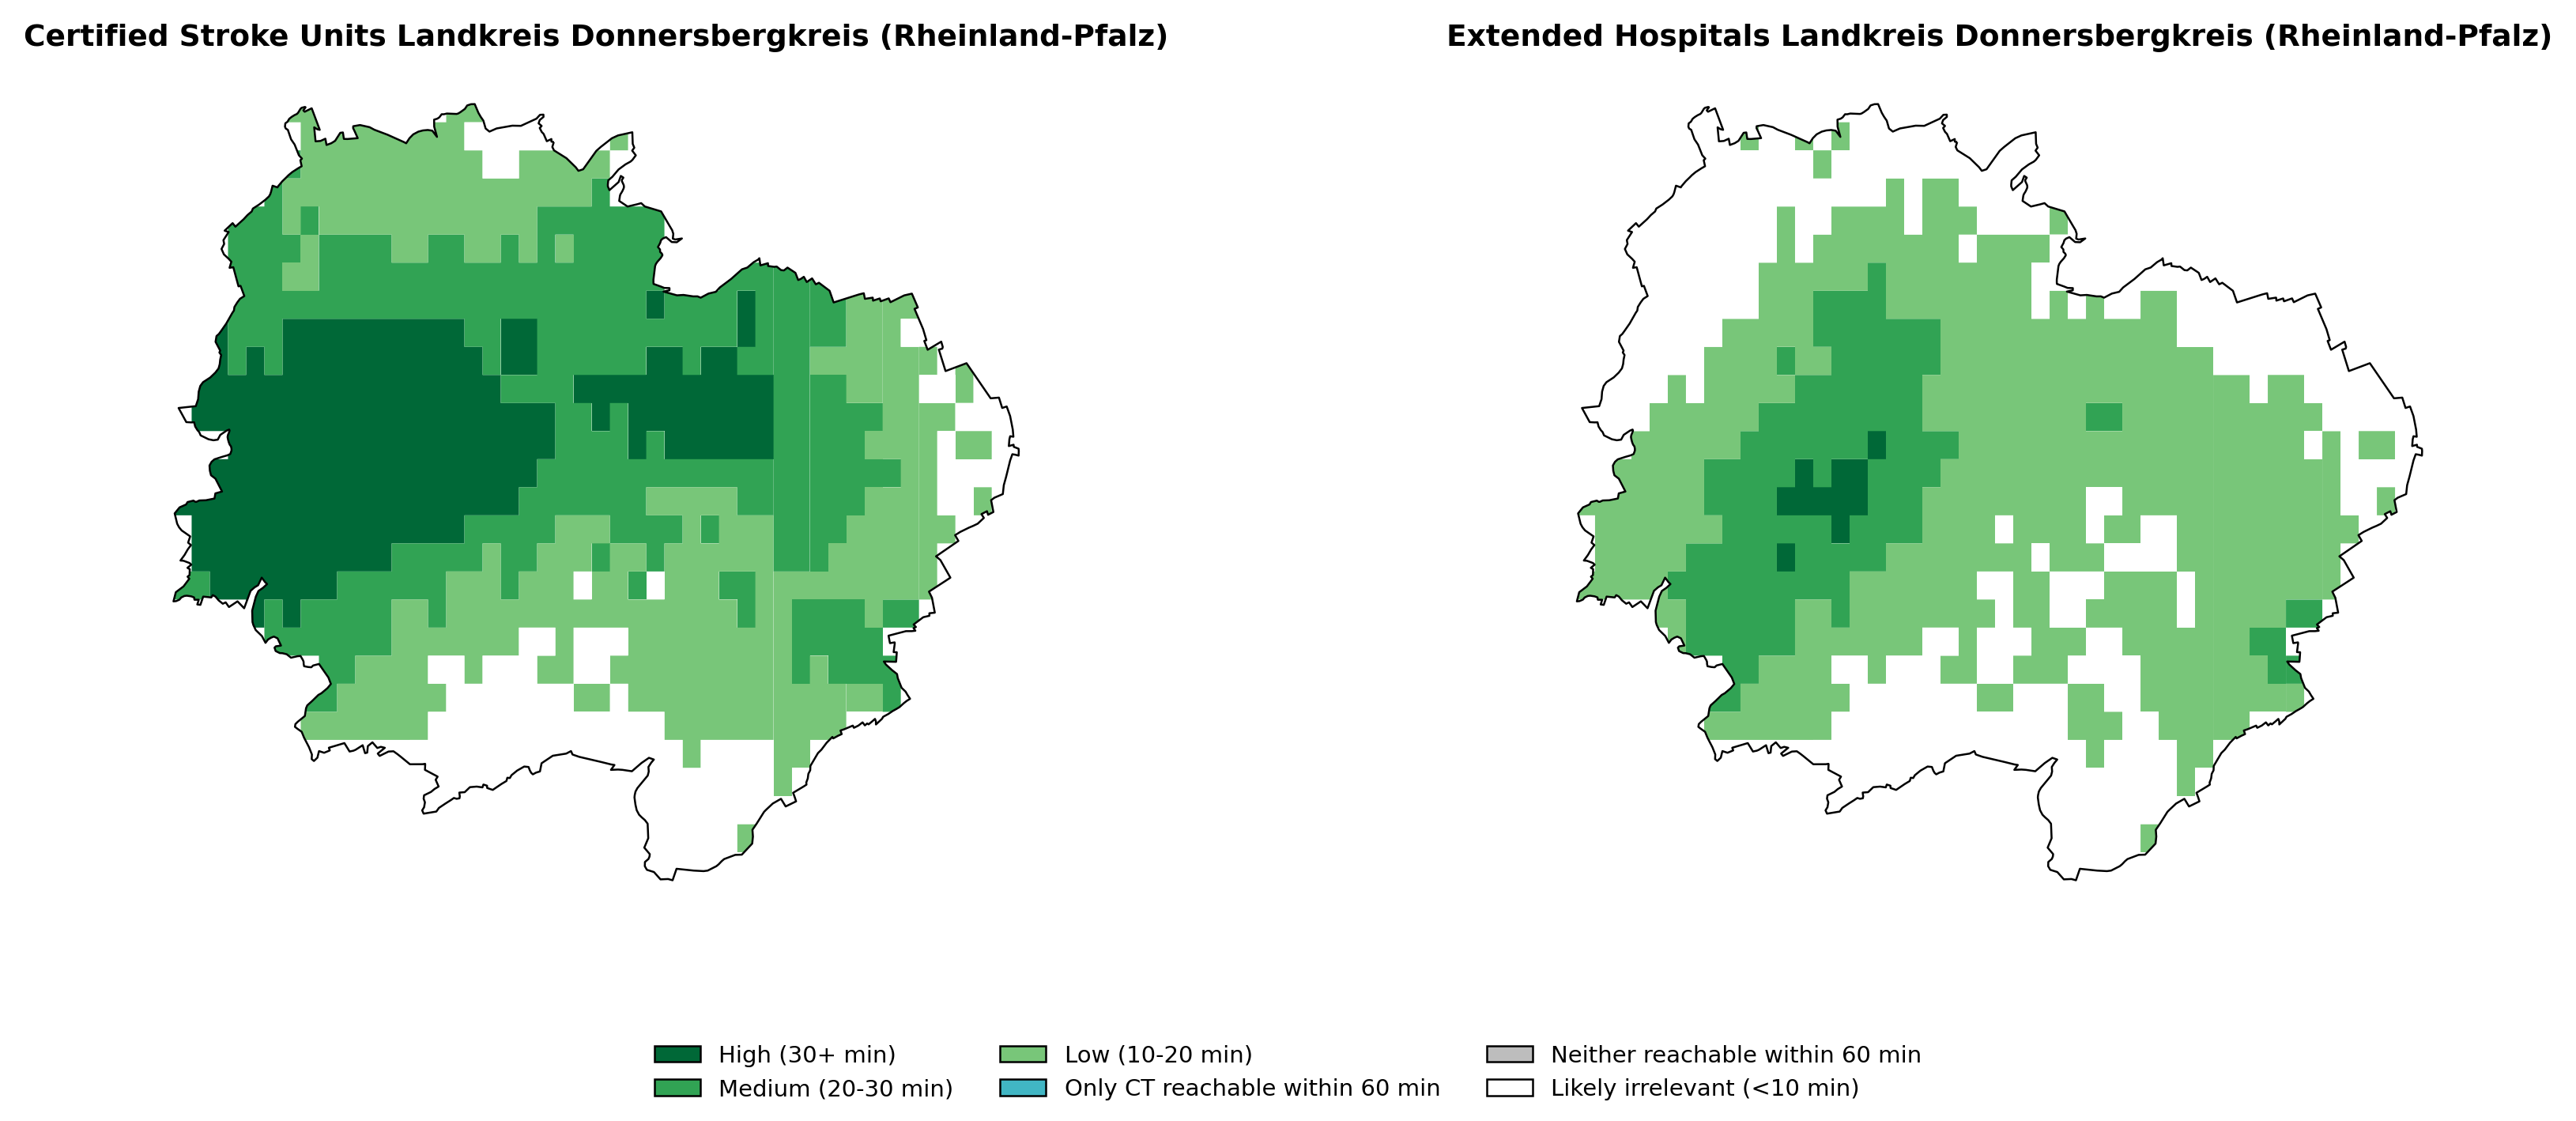 Certified Stroke Units Landkreis Donnersbergkreis (Rheinland-Pfalz)
Extended Hospitals Landkreis Donnersbergkreis (Rheinland-Pfalz)
High (30+ min)
Medium (20-30 min)
Low (10-20 min)
Only CT reachable within 60 min
Neither reachable within 60 min
Likely irrelevant (<10 min)